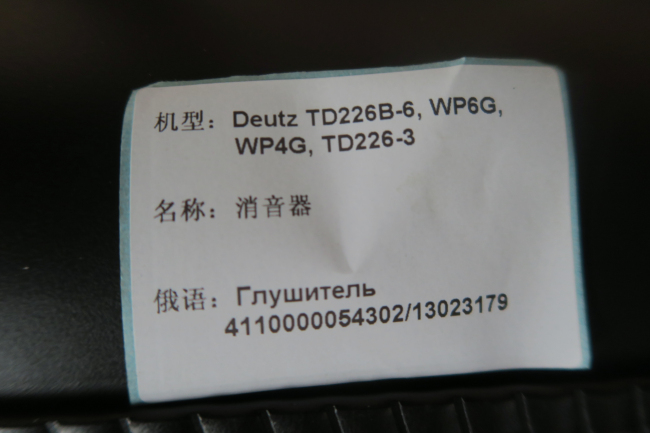 机型：Deutz TD226B-6, WP6G,
WP4G, TD226-3
名称：消音器
俄语：Глушитель
4110000054302/13023179